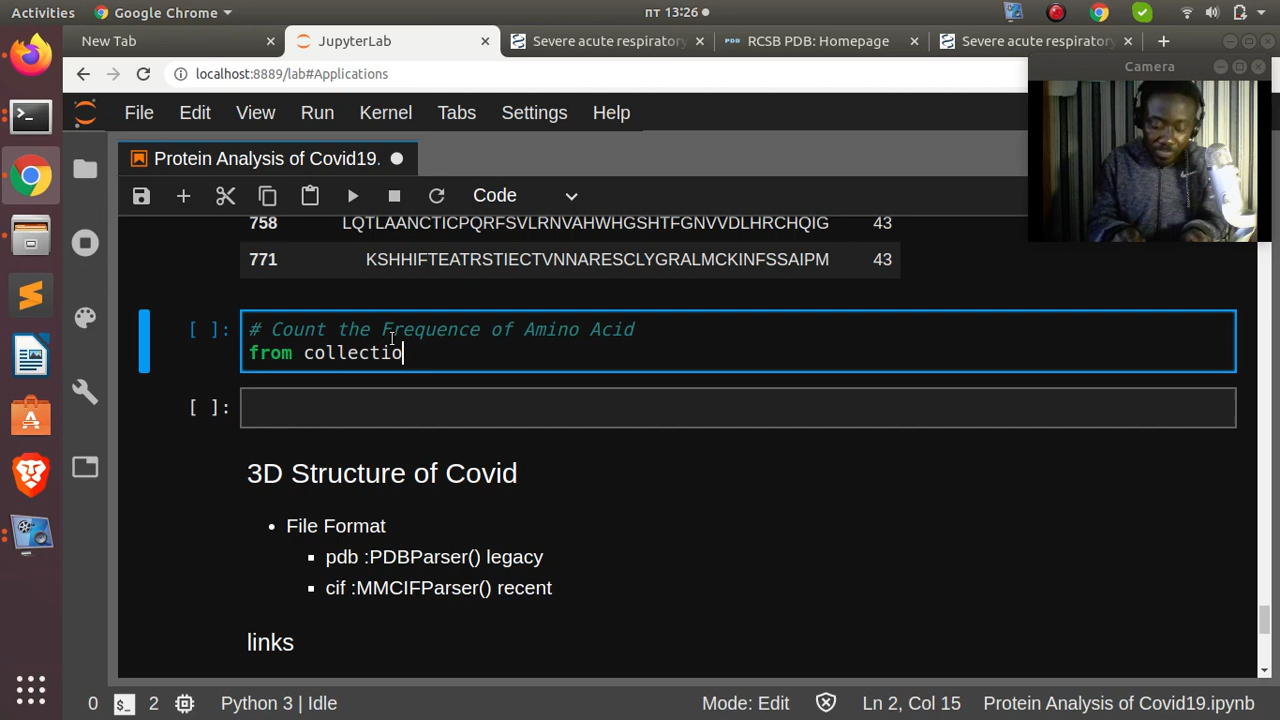 Activities Google Chrome пт 13:26
New Tab JupyterLab Severe acute respiratory RCSB PDB: Homepage Severe acute respiratory
localhost:8889/lab#Applications
Camera
File Edit View Run Kernel Tabs Settings Help
Protein Analysis of Covid19.
Code
758 LQTLAANCTICPQRFSVLRNVAHWHGSHTFGNVVDLHRCHQIG 43
771 KSHHIFTEATRSTIECTVNNARESCLYGRALMCKINFSSAIPM 43
[ ]: # Count the Frequence of Amino Acid
from collectio
[ ]:
3D Structure of Covid
• File Format
▪ pdb :PDBParser() legacy
▪ cif :MMCIFParser() recent
links
0 2 Python 3 | Idle Mode: Edit Ln 2, Col 15 Protein Analysis of Covid19.ipynb